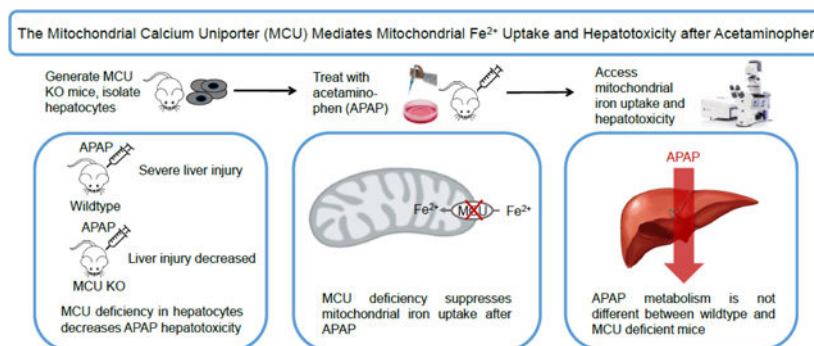 The Mitochondrial Calcium Uniporter (MCU) Mediates Mitochondrial Fe²⁺ Uptake and Hepatotoxicity after Acetaminophen
Generate MCU
KO mice, isolate
hepatocytes
Treat with
acetamino-
phen (APAP)
Access
mitochondrial
iron uptake and
hepatotoxicity
APAP
Severe liver injury
Wildtype
APAP
Liver injury decreased
MCU KO
MCU deficiency in hepatocytes
decreases APAP hepatotoxicity
Fe²⁺ MCU Fe²⁺
MCU deficiency suppresses
mitochondrial iron uptake after
APAP
APAP
APAP metabolism is not
different between wildtype and
MCU deficient mice